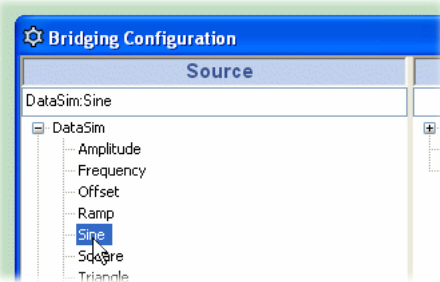 Bridging Configuration
Source
DataSim:Sine
DataSim
Amplitude
Frequency
Offset
Ramp
Sine
Square
Triangle